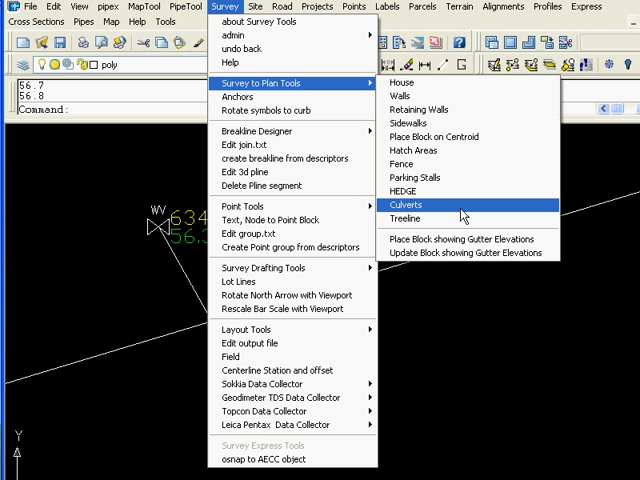 File Edit View pipex MapTool PipeTool Survey Site Road Projects Points Labels Parcels Terrain Alignments Profiles Express
Cross Sections Pipes Map Help Tools
poly
56.7
56.8
Command:
about Survey Tools
admin
undo back
Help
Survey to Plan Tools
Anchors
Rotate symbols to curb
Breakline Designer
Edit join.txt
create breakline from descriptors
Edit 3d pline
Delete Pline segment
Point Tools
Text, Node to Point Block
Edit group.txt
Create Point group from descriptors
Survey Drafting Tools
Lot Lines
Rotate North Arrow with Viewport
Rescale Bar Scale with Viewport
Layout Tools
Edit output file
Field
Centerline Station and offset
Sokkia Data Collector
Geodimeter TDS Data Collector
Topcon Data Collector
Leica Pentax Data Collector
Survey Express Tools
osnap to AECC object
House
Walls
Retaining Walls
Sidewalks
Place Block on Centroid
Hatch Areas
Fence
Parking Stalls
HEDGE
Culverts
Treeline
Place Block showing Gutter Elevations
Update Block showing Gutter Elevations
WV
634
56.
Y